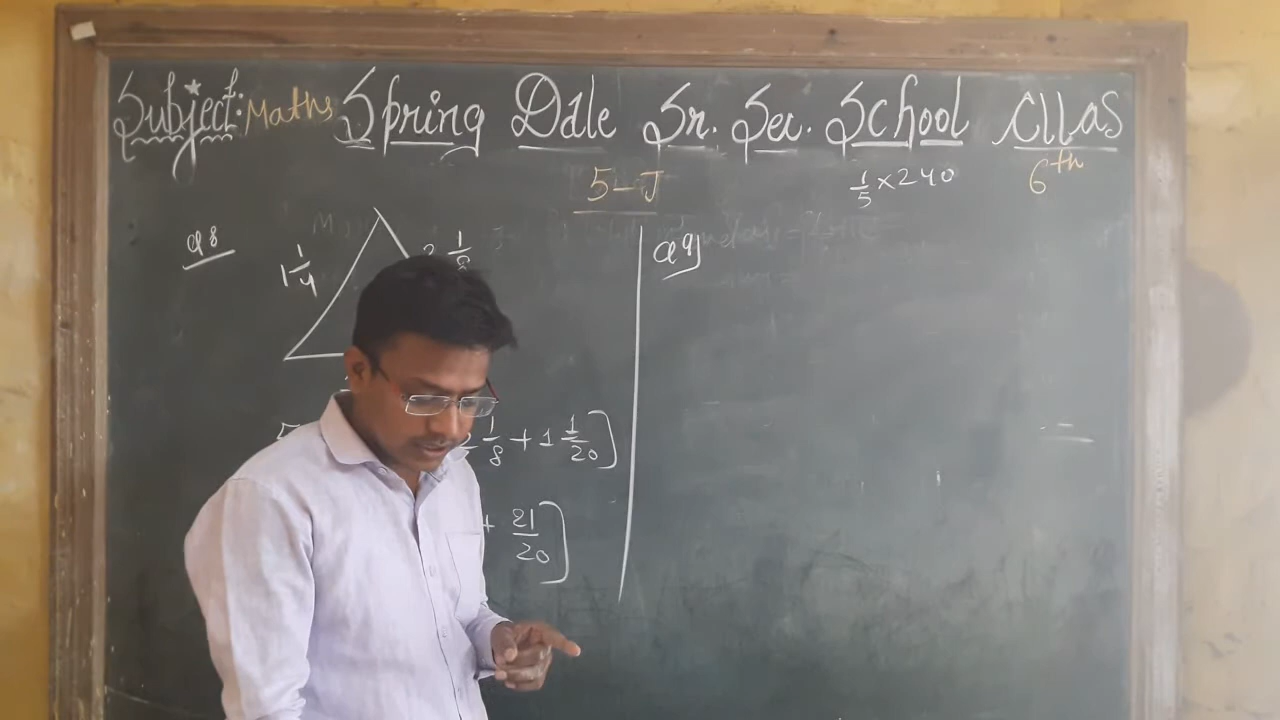 Subject: Maths Spring Dale Sr. Sec. School Cllas
5-J
1/5 × 240
6th
Q8
1 1/4
Q9
1/8 + 1 1/20]
+ 21/20]